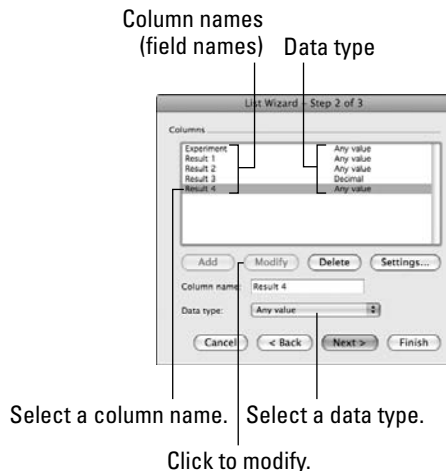 Column names
(field names)
Data type
List Wizard - Step 2 of 3
Columns
Experiment Any value
Result 1 Any value
Result 2 Any value
Result 3 Decimal
Result 4 Any value
Add Modify Delete Settings...
Column name: Result 4
Data type: Any value
Cancel < Back Next > Finish
Select a column name. Select a data type.
Click to modify.